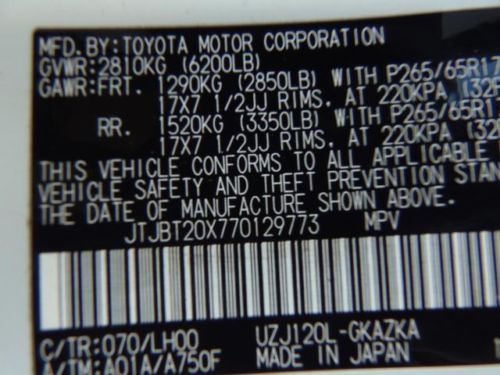 MFD.BY:TOYOTA MOTOR CORPORATION
GVWR:2810KG (6200LB)
GAWR:FRT. 1290KG (2850LB) WITH P265/65R17
17X7 1/2JJ RIMS, AT 220KPA
RR. 1520KG (3350LB) WITH P265/65R17
17X7 1/2JJ RIMS, AT 220KPA
THIS VEHICLE CONFORMS TO ALL APPLICABLE
VEHICLE SAFETY AND THEFT PREVENTION
THE DATE OF MANUFACTURE SHOWN ABOVE.
JTJBT20X770129773 MPV
C/TR:070/LH00 UZJ120L-GKAZKA
A/TM:A01A/A750F MADE IN JAPAN